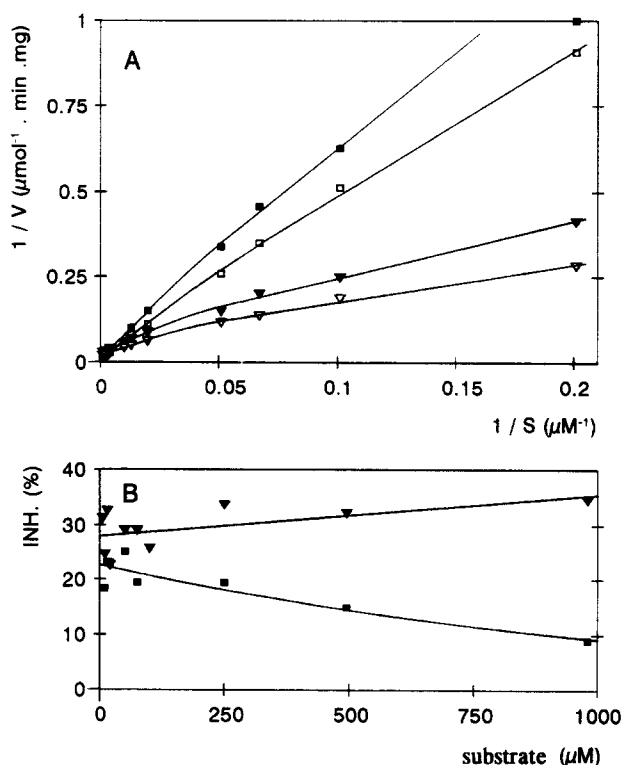 A
1 / V (μmol⁻¹ . min .mg)
1
0.75
0.5
0.25
0
0 0.05 0.1 0.15 0.2
1 / S (μM⁻¹)
B
INH. (%)
40
30
20
10
0
0 250 500 750 1000
substrate (μM)